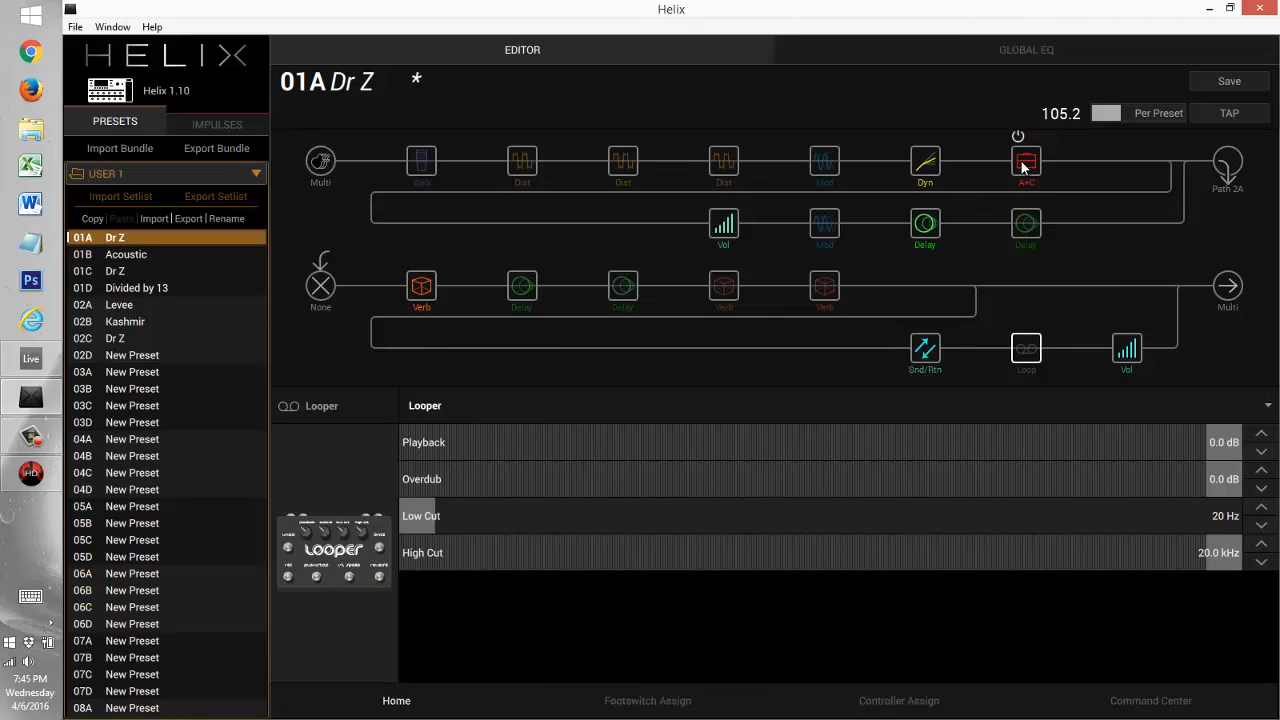 Helix
File Window Help
HELIX
Helix 1.10
EDITOR
GLOBAL EQ
01A Dr Z *
Save
105.2
Per Preset
TAP
PRESETS
IMPULSES
Import Bundle
Export Bundle
USER 1
Import Setlist
Export Setlist
Copy Paste Import Export Rename
01A Dr Z
01B Acoustic
01C Dr Z
01D Divided by 13
02A Levee
02B Kashmir
02C Dr Z
02D New Preset
03A New Preset
03B New Preset
03C New Preset
03D New Preset
04A New Preset
04B New Preset
04C New Preset
04D New Preset
05A New Preset
05B New Preset
05C New Preset
05D New Preset
06A New Preset
06B New Preset
06C New Preset
06D New Preset
07A New Preset
07B New Preset
07C New Preset
07D New Preset
08A New Preset
Multi
Dist
Dist
Dist
Mod
Dyn
A+C
Path 2A
Vol
Mod
Delay
Delay
None
Verb
Delay
Delay
Verb
Verb
Multi
Snd/Rtn
Loop
Vol
Looper
Looper
Playback
0.0 dB
Overdub
0.0 dB
Low Cut
20 Hz
High Cut
20.0 kHz
LOOPER
Home
Footswitch Assign
Controller Assign
Command Center
Ps
Live
HD
7:45 PM
Wednesday
4/6/2016